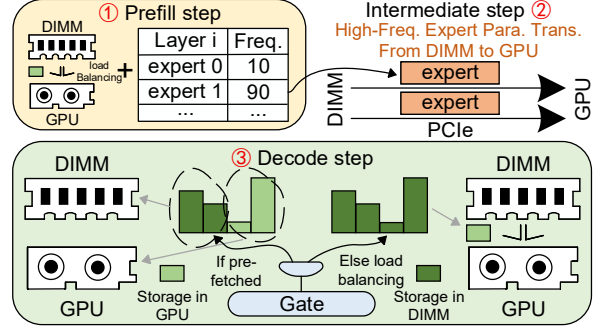 ① Prefill step
DIMM
load
Balancing
GPU
+
Layer i Freq.
expert 0 10
expert 1 90
... ...
Intermediate step ②
High-Freq. Expert Para. Trans.
From DIMM to GPU
DIMM
expert
expert
PCIe
GPU
③ Decode step
DIMM
GPU
If pre-
fetched
Storage in
GPU
Gate
Else load
balancing
Storage in
DIMM
DIMM
GPU